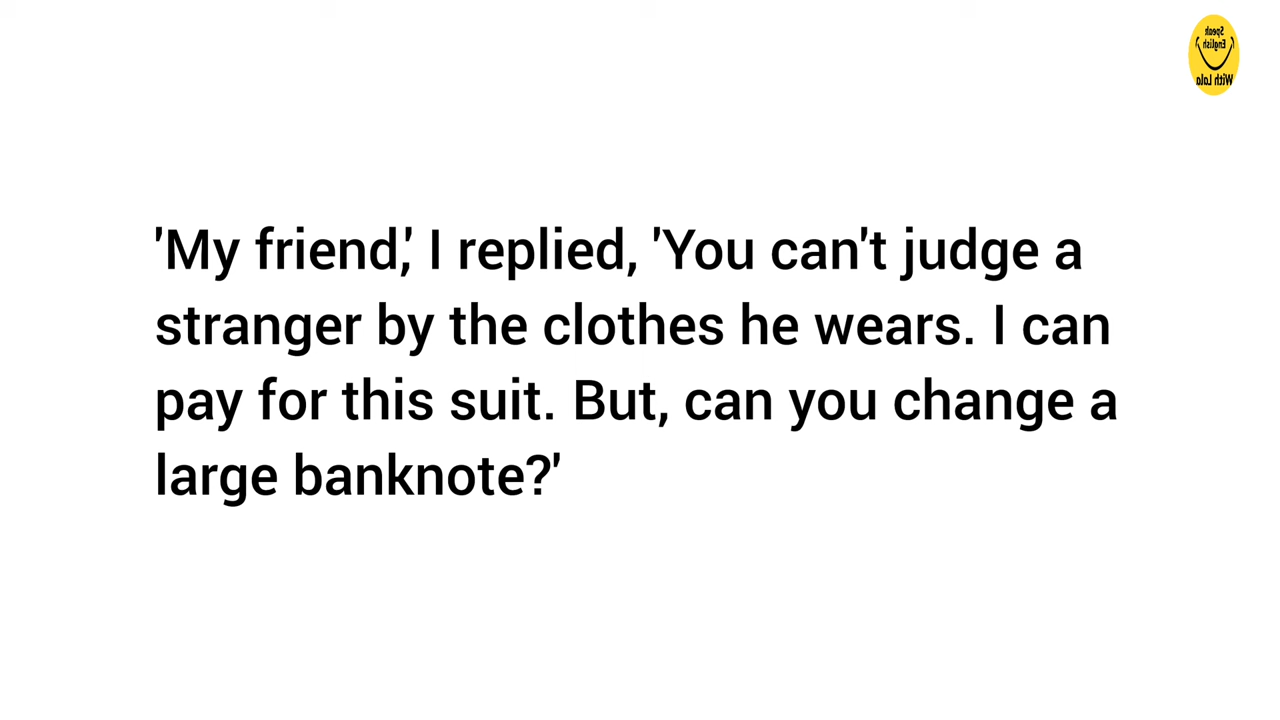 Speak
English
With Lala
'My friend,' I replied, 'You can't judge a
stranger by the clothes he wears. I can
pay for this suit. But, can you change a
large banknote?'